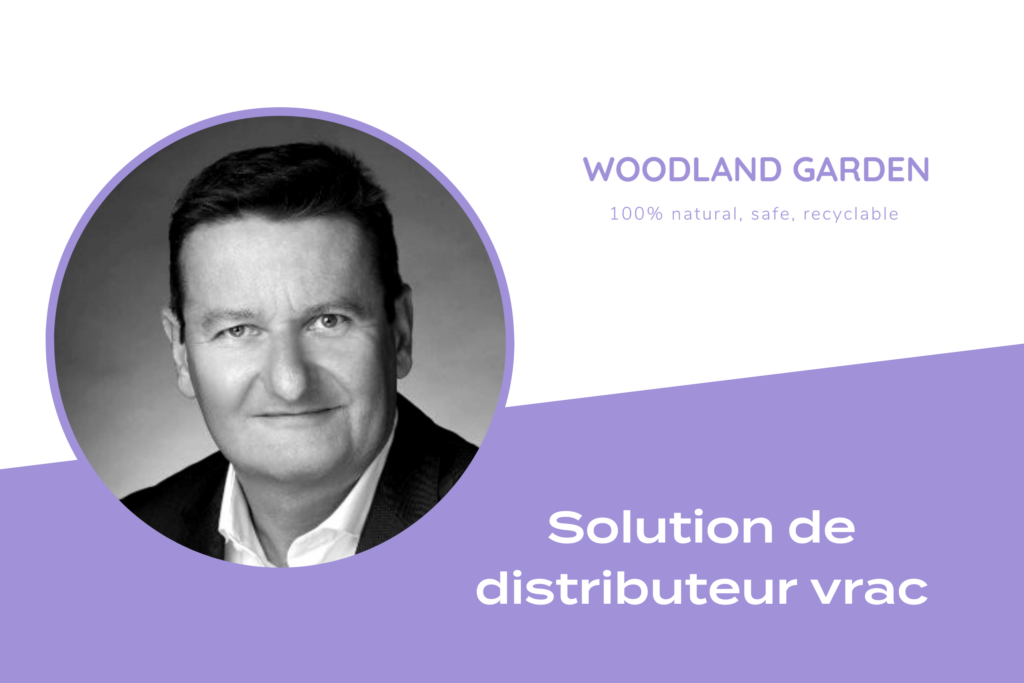 WOODLAND GARDEN
100% natural, safe, recyclable
Solution de
distributeur vrac